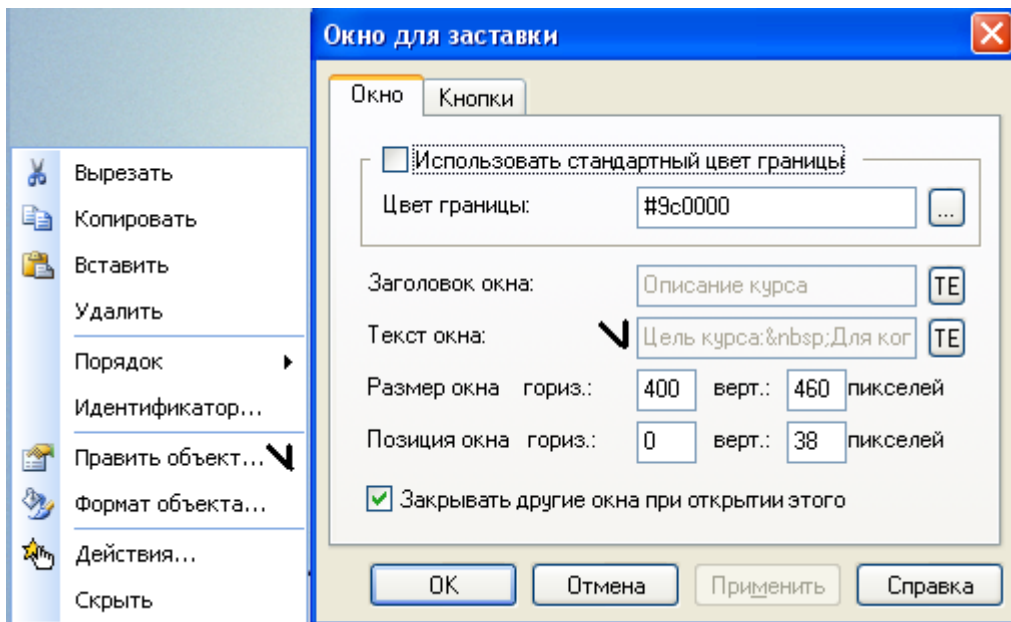 Вырезать
Копировать
Вставить
Удалить
Порядок
Идентификатор...
Править объект...
Формат объекта...
Действия...
Скрыть
Окно для заставки
Окно Кнопки
Использовать стандартный цвет границы
Цвет границы: #9c0000 ...
Заголовок окна: Описание курса TE
Текст окна: Цель курса:&nbsp;Для ког TE
Размер окна гориз.: 400 верт.: 460 пикселей
Позиция окна гориз.: 0 верт.: 38 пикселей
Закрывать другие окна при открытии этого
OK Отмена Применить Справка